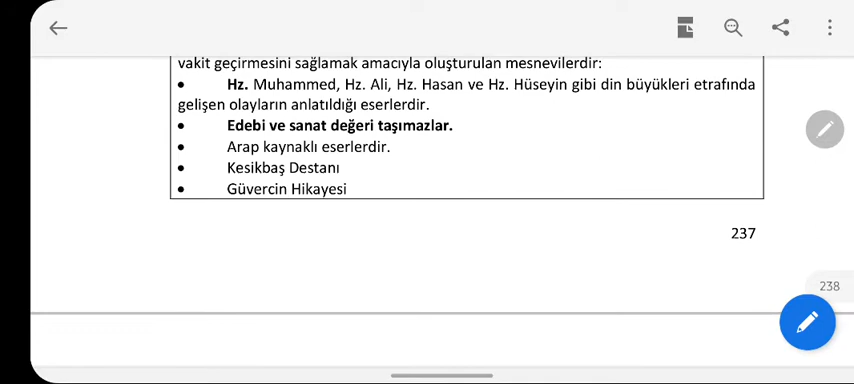 vakit geçirmesini sağlamak amacıyla oluşturulan mesnevilerdir:
• Hz. Muhammed, Hz. Ali, Hz. Hasan ve Hz. Hüseyin gibi din büyükleri etrafında
gelişen olayların anlatıldığı eserlerdir.
• Edebi ve sanat değeri taşımazlar.
• Arap kaynaklı eserlerdir.
• Kesikbaş Destanı
• Güvercin Hikayesi
237
238